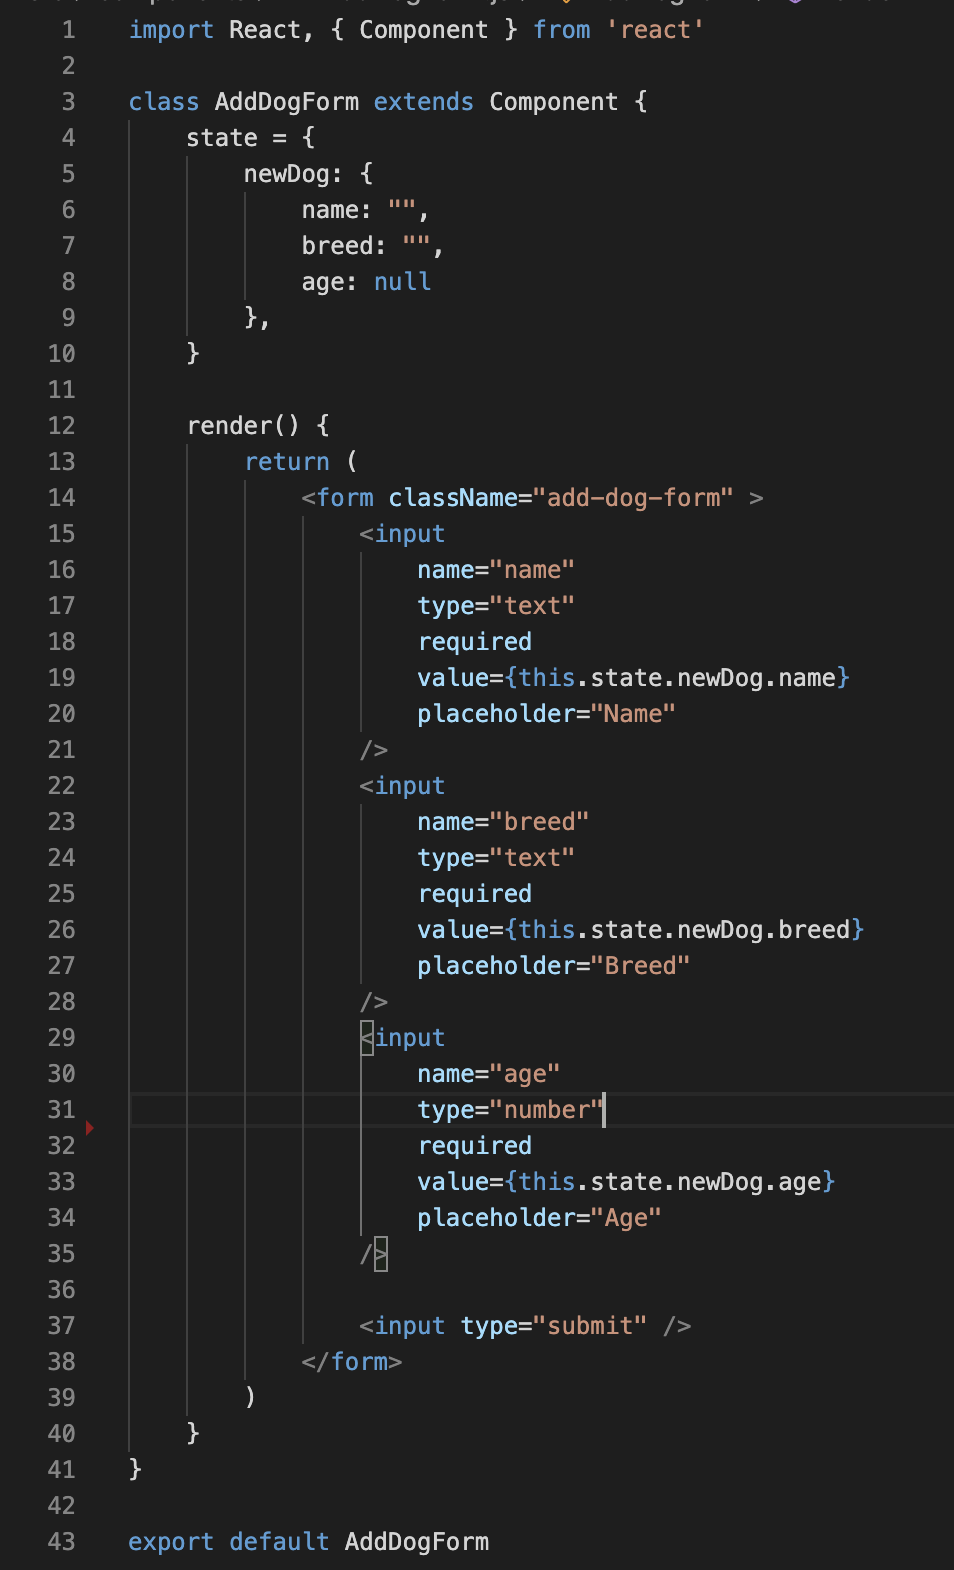 1 import React, { Component } from 'react'
2
3 class AddDogForm extends Component {
4 state = {
5 newDog: {
6 name: "",
7 breed: "",
8 age: null
9 },
10 }
11
12 render() {
13 return (
14 <form className="add-dog-form" >
15 <input
16 name="name"
17 type="text"
18 required
19 value={this.state.newDog.name}
20 placeholder="Name"
21 />
22 <input
23 name="breed"
24 type="text"
25 required
26 value={this.state.newDog.breed}
27 placeholder="Breed"
28 />
29 <input
30 name="age"
31 type="number"
32 required
33 value={this.state.newDog.age}
34 placeholder="Age"
35 />
36
37 <input type="submit" />
38 </form>
39 )
40 }
41 }
42
43 export default AddDogForm